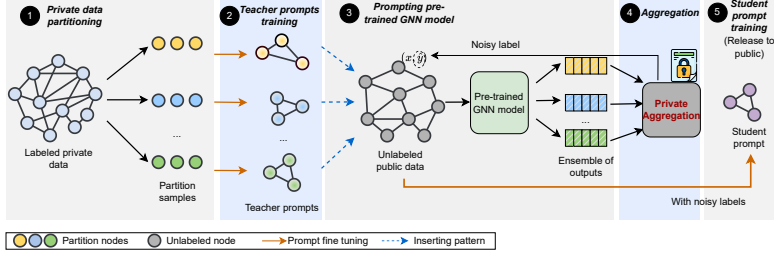 1 Private data
partitioning
2 Teacher prompts
training
3 Prompting pre-
trained GNN model
4 Aggregation
5 Student
prompt
training
(Release to
public)
(x, ỹ)
Noisy label
Labeled private
data
...
Partition
samples
...
Teacher prompts
Unlabeled
public data
Pre-trained
GNN model
...
Ensemble of
outputs
Private
Aggregation
Student
prompt
With noisy labels
Partition nodes
Unlabeled node
Prompt fine tuning
Inserting pattern